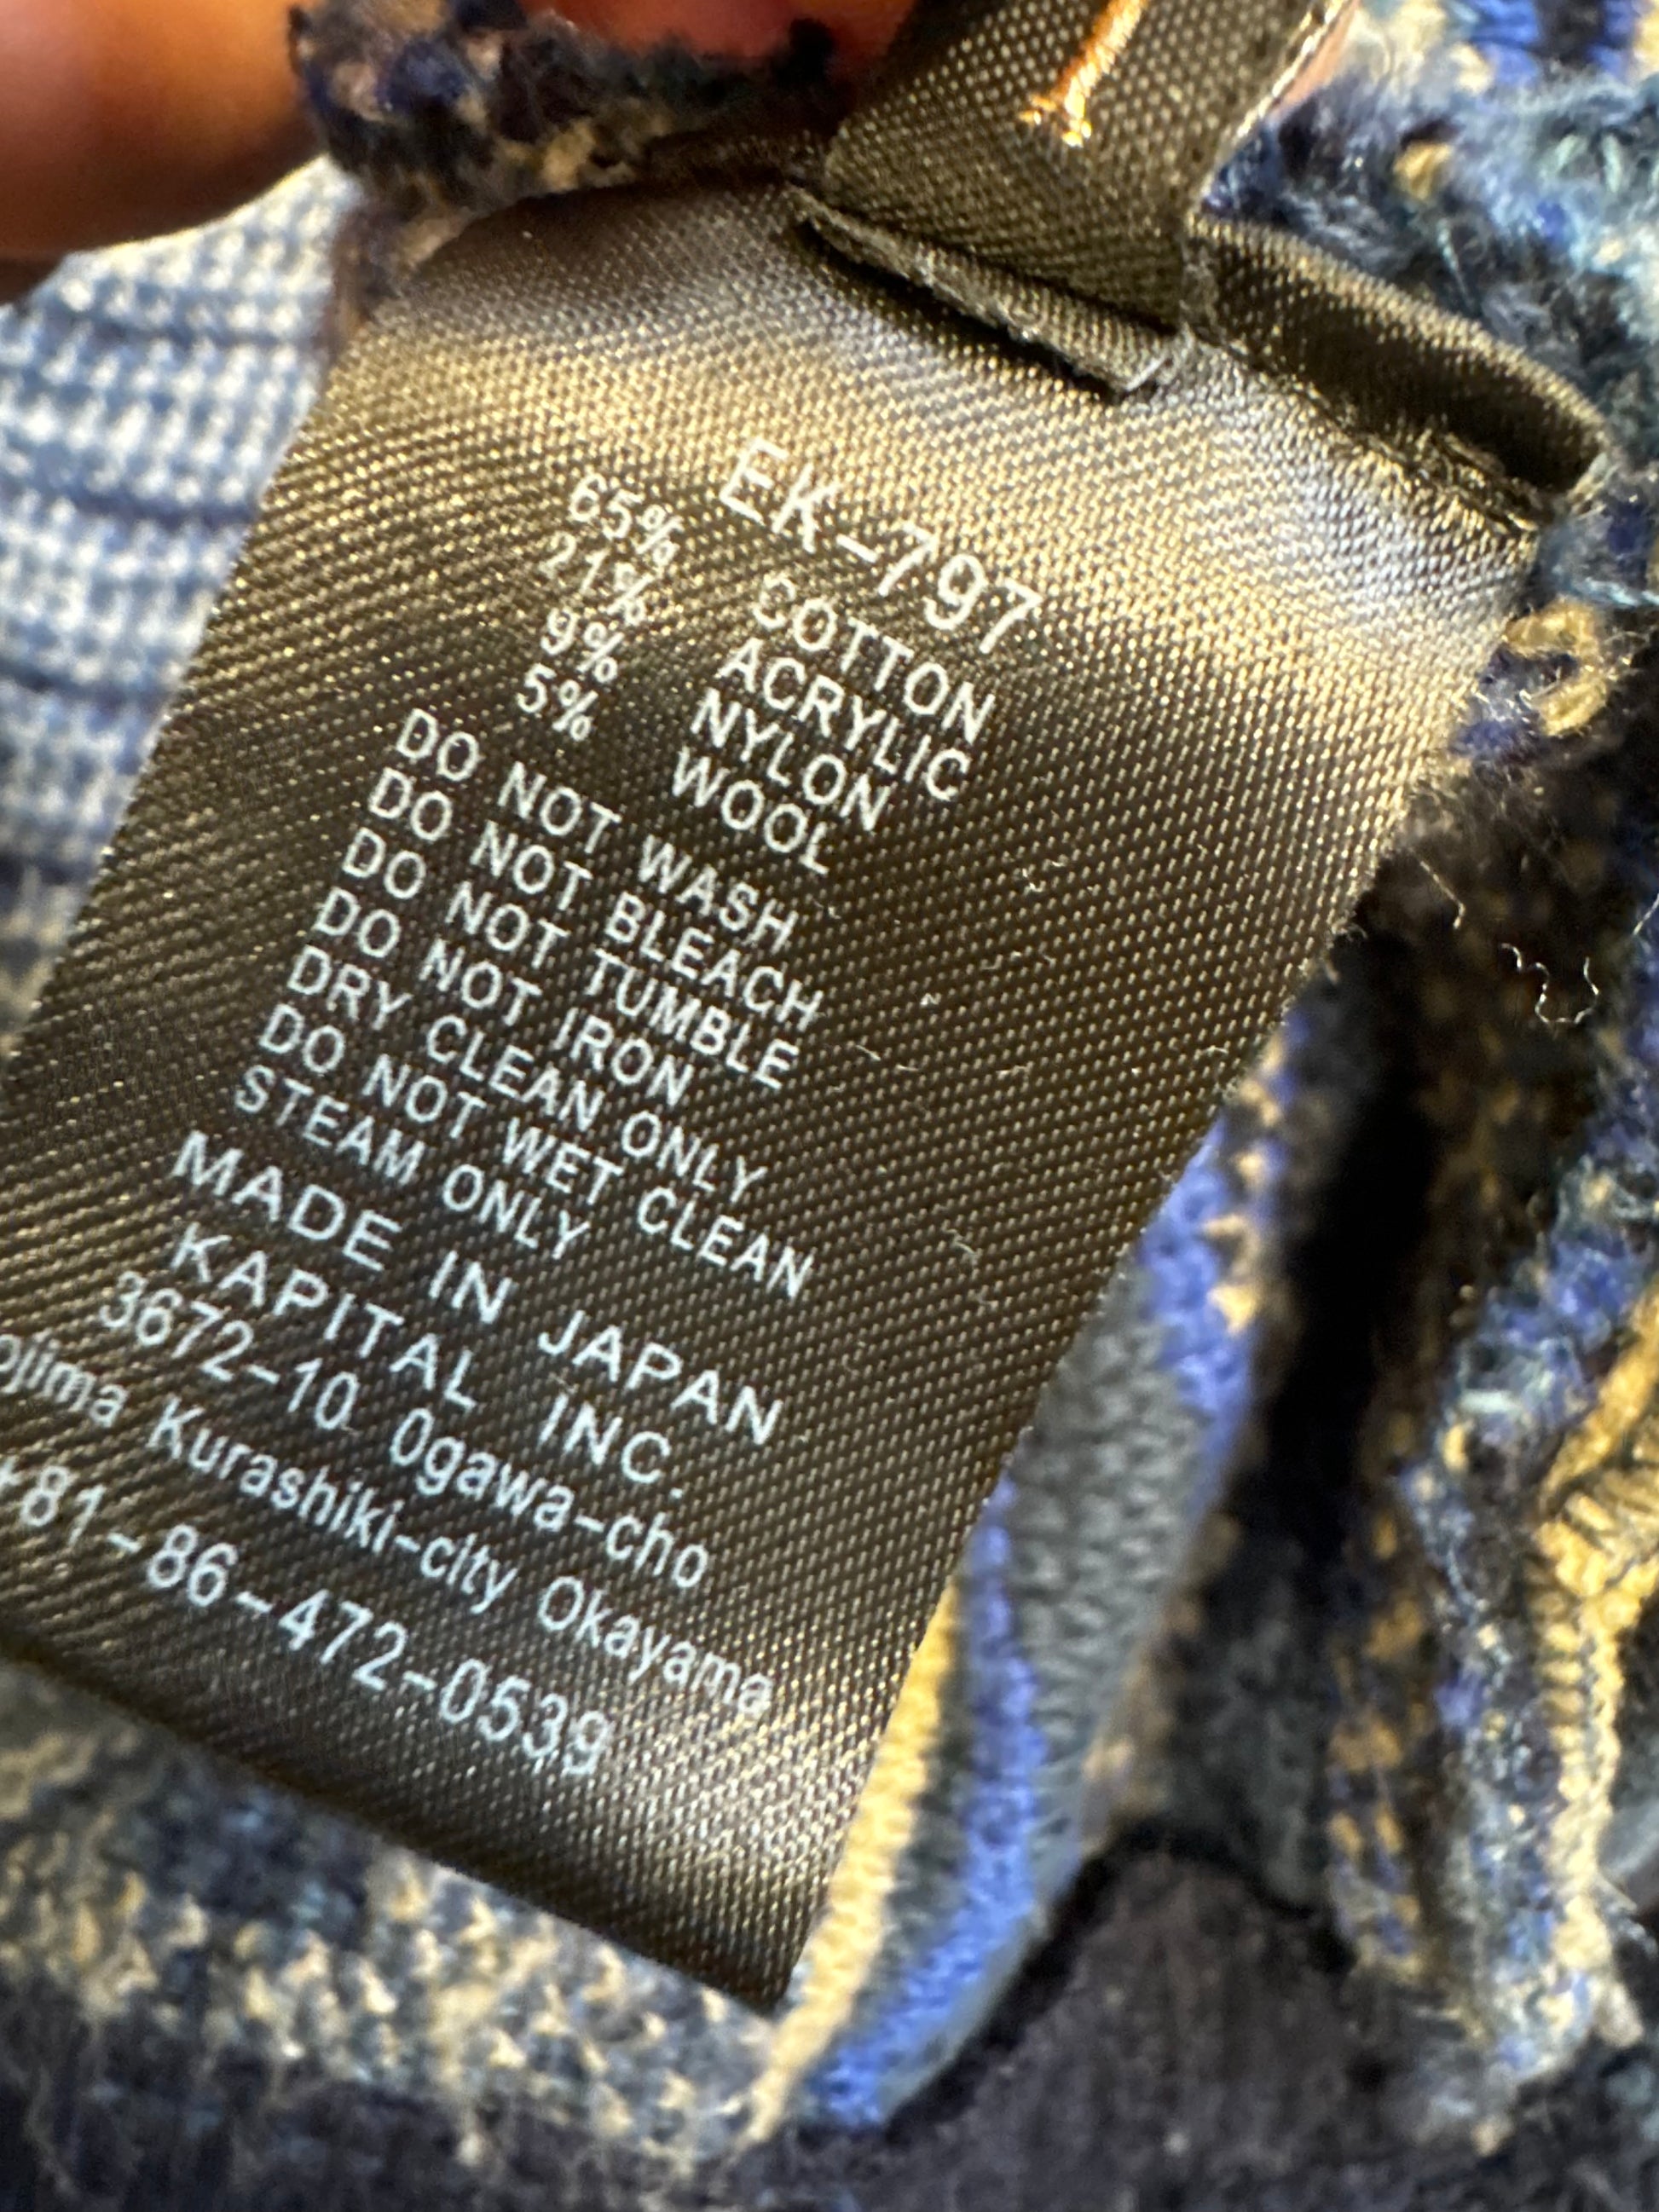 EK-797
65% COTTON
21% ACRYLIC
9% NYLON
5% WOOL
DO NOT WASH
DO NOT BLEACH
DO NOT TUMBLE
DO NOT IRON
DRY CLEAN ONLY
DO NOT WET CLEAN
STEAM ONLY
MADE IN JAPAN
KAPITAL INC.
3672-10 Ogawa-cho
Kurashiki-city Okayama
+81-86-472-0539